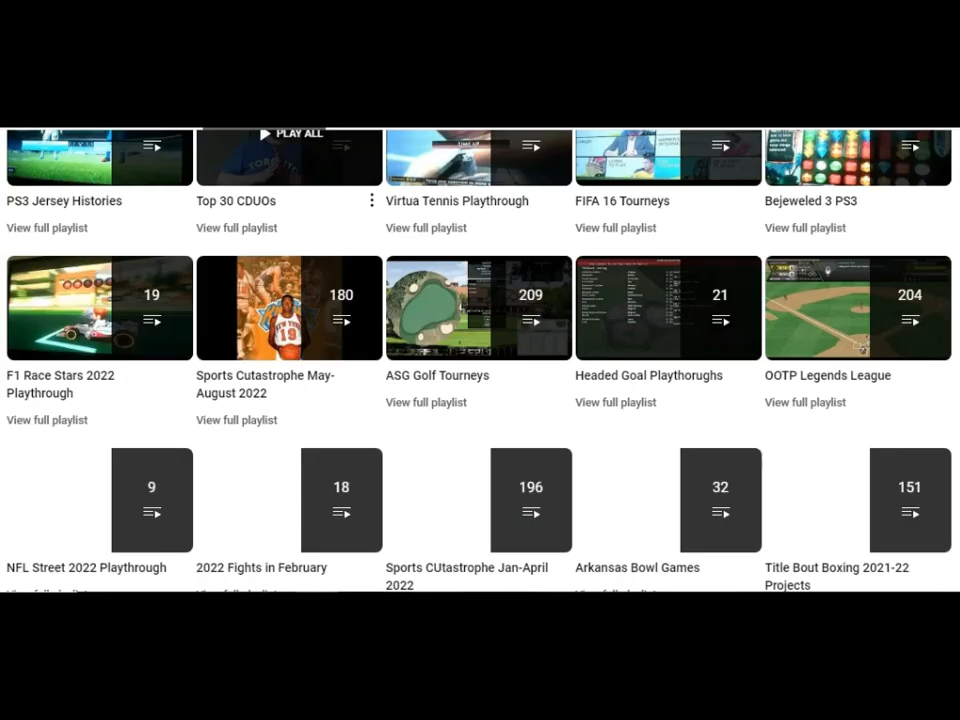 PLAY ALL
TIME UP
PS3 Jersey Histories
Top 30 CDUOs
Virtua Tennis Playthrough
FIFA 16 Tourneys
Bejeweled 3 PS3
View full playlist
View full playlist
View full playlist
View full playlist
View full playlist
19
180
209
21
204
NEW YORK
19
F1 Race Stars 2022
Playthrough
Sports Cutastrophe May-
August 2022
ASG Golf Tourneys
Headed Goal Playthorughs
OOTP Legends League
View full playlist
View full playlist
View full playlist
View full playlist
View full playlist
9
18
196
32
151
NFL Street 2022 Playthrough
2022 Fights in February
Sports CUtastrophe Jan-April
2022
Arkansas Bowl Games
Title Bout Boxing 2021-22
Projects